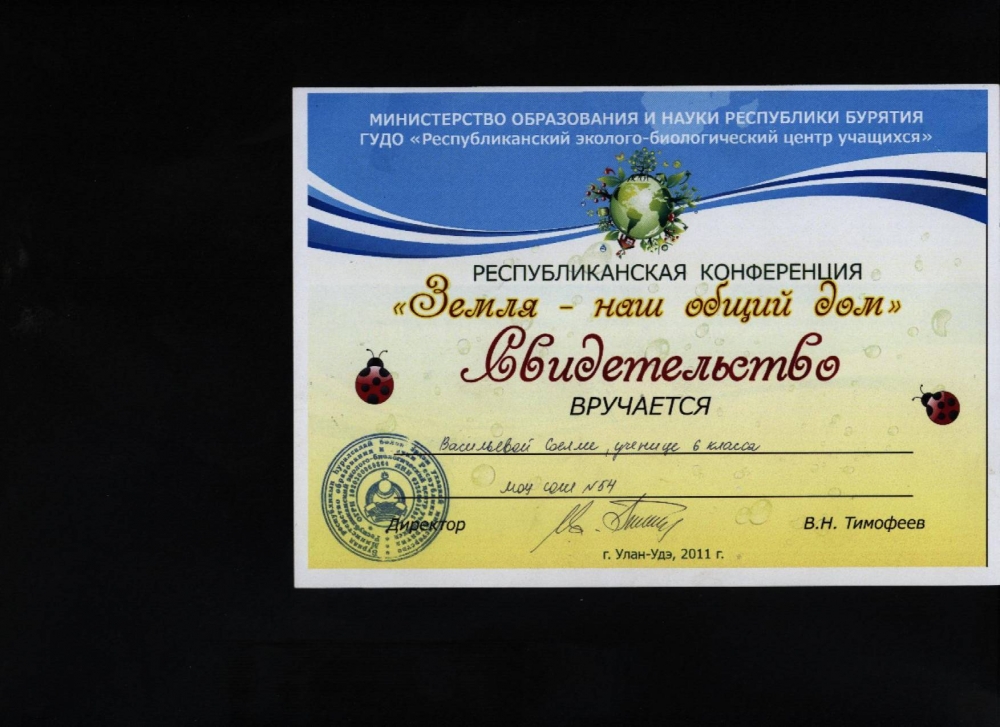 МИНИСТЕРСТВО ОБРАЗОВАНИЯ И НАУКИ РЕСПУБЛИКИ БУРЯТИЯ
ГУДО «Республиканский эколого-биологический центр учащихся»
РЕСПУБЛИКАНСКАЯ КОНФЕРЕНЦИЯ
«Земля – наш общий дом»
Свидетельство
ВРУЧАЕТСЯ
Васильевой Соелме, ученице 6 класса
МОУ СОШ №54
Директор
В.Н. Тимофеев
г. Улан-Удэ, 2011 г.